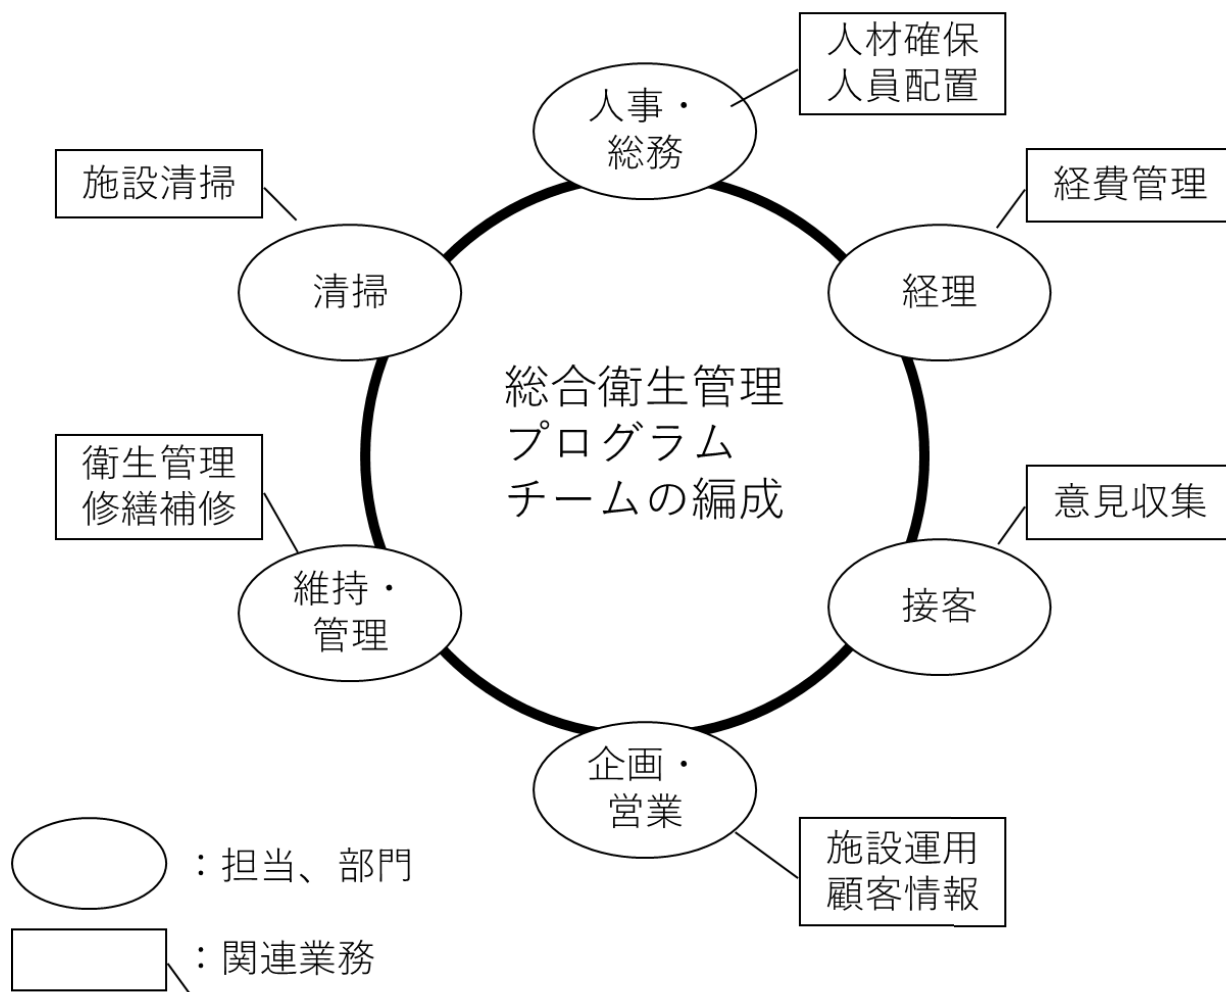 人材確保
人員配置
人事・
総務
施設清掃
経費管理
清掃
経理
総合衛生管理
プログラム
チームの編成
衛生管理
修繕補修
意見収集
維持・
管理
接客
企画・
営業
施設運用
顧客情報
：担当、部門
：関連業務